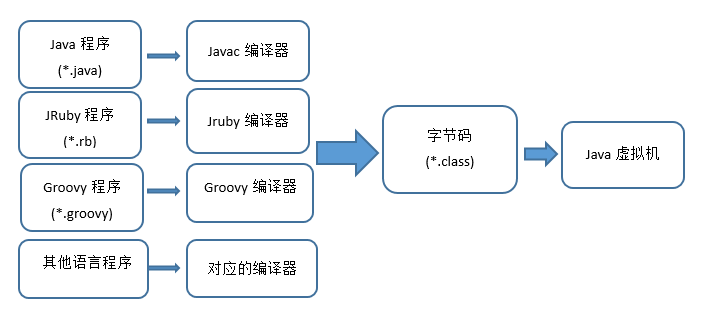 Java 程序
(*.java)
Javac 编译器
JRuby 程序
(*.rb)
Jruby 编译器
Groovy 程序
(*.groovy)
Groovy 编译器
其他语言程序
对应的编译器
字节码
(*.class)
Java 虚拟机